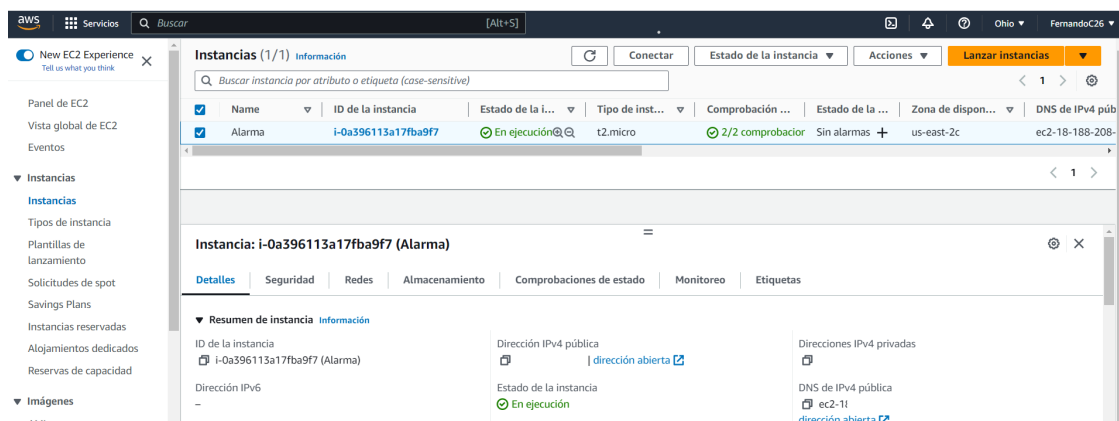 aws Servicios Buscar [Alt+S] Ohio FernandoC26
New EC2 Experience
Tell us what you think
Panel de EC2
Vista global de EC2
Eventos
Instancias
Instancias
Tipos de instancia
Plantillas de
lanzamiento
Solicitudes de spot
Savings Plans
Instancias reservadas
Alojamientos dedicados
Reservas de capacidad
Imágenes
Instancias (1/1) Información Conectar Estado de la instancia Acciones Lanzar instancias
Buscar instancia por atributo o etiqueta (case-sensitive)
1
Name ID de la instancia Estado de la i... Tipo de inst... Comprobación ... Estado de la ... Zona de dispon... DNS de IPv4 púb
Alarma i-0a396113a17fba9f7 En ejecución t2.micro 2/2 comprobacior Sin alarmas us-east-2c ec2-18-188-208-
1
Instancia: i-0a396113a17fba9f7 (Alarma)
Detalles Seguridad Redes Almacenamiento Comprobaciones de estado Monitoreo Etiquetas
Resumen de instancia Información
ID de la instancia Dirección IPv4 pública Direcciones IPv4 privadas
i-0a396113a17fba9f7 (Alarma) | dirección abierta
Dirección IPv6 Estado de la instancia DNS de IPv4 pública
– En ejecución ec2-18
dirección abierta